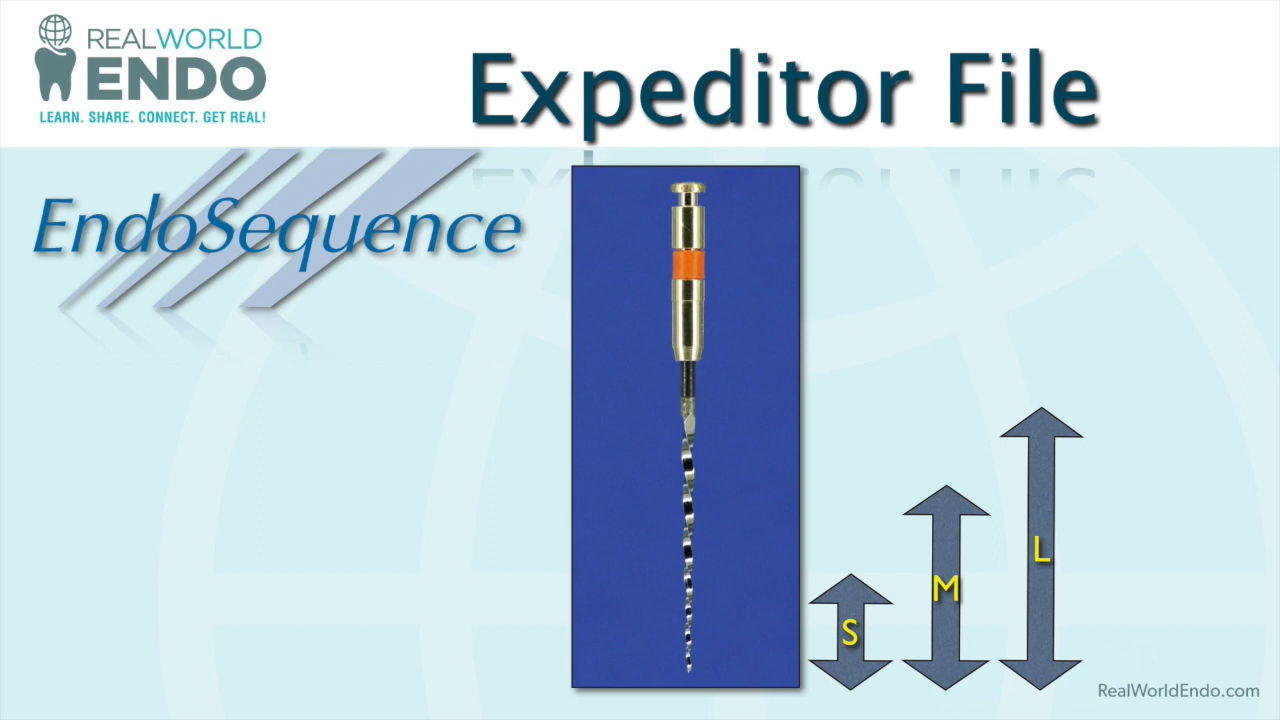 REALWORLD
ENDO
LEARN. SHARE. CONNECT. GET REAL!
Expeditor File
EndoSequence
S
M
L
RealWorldEndo.com